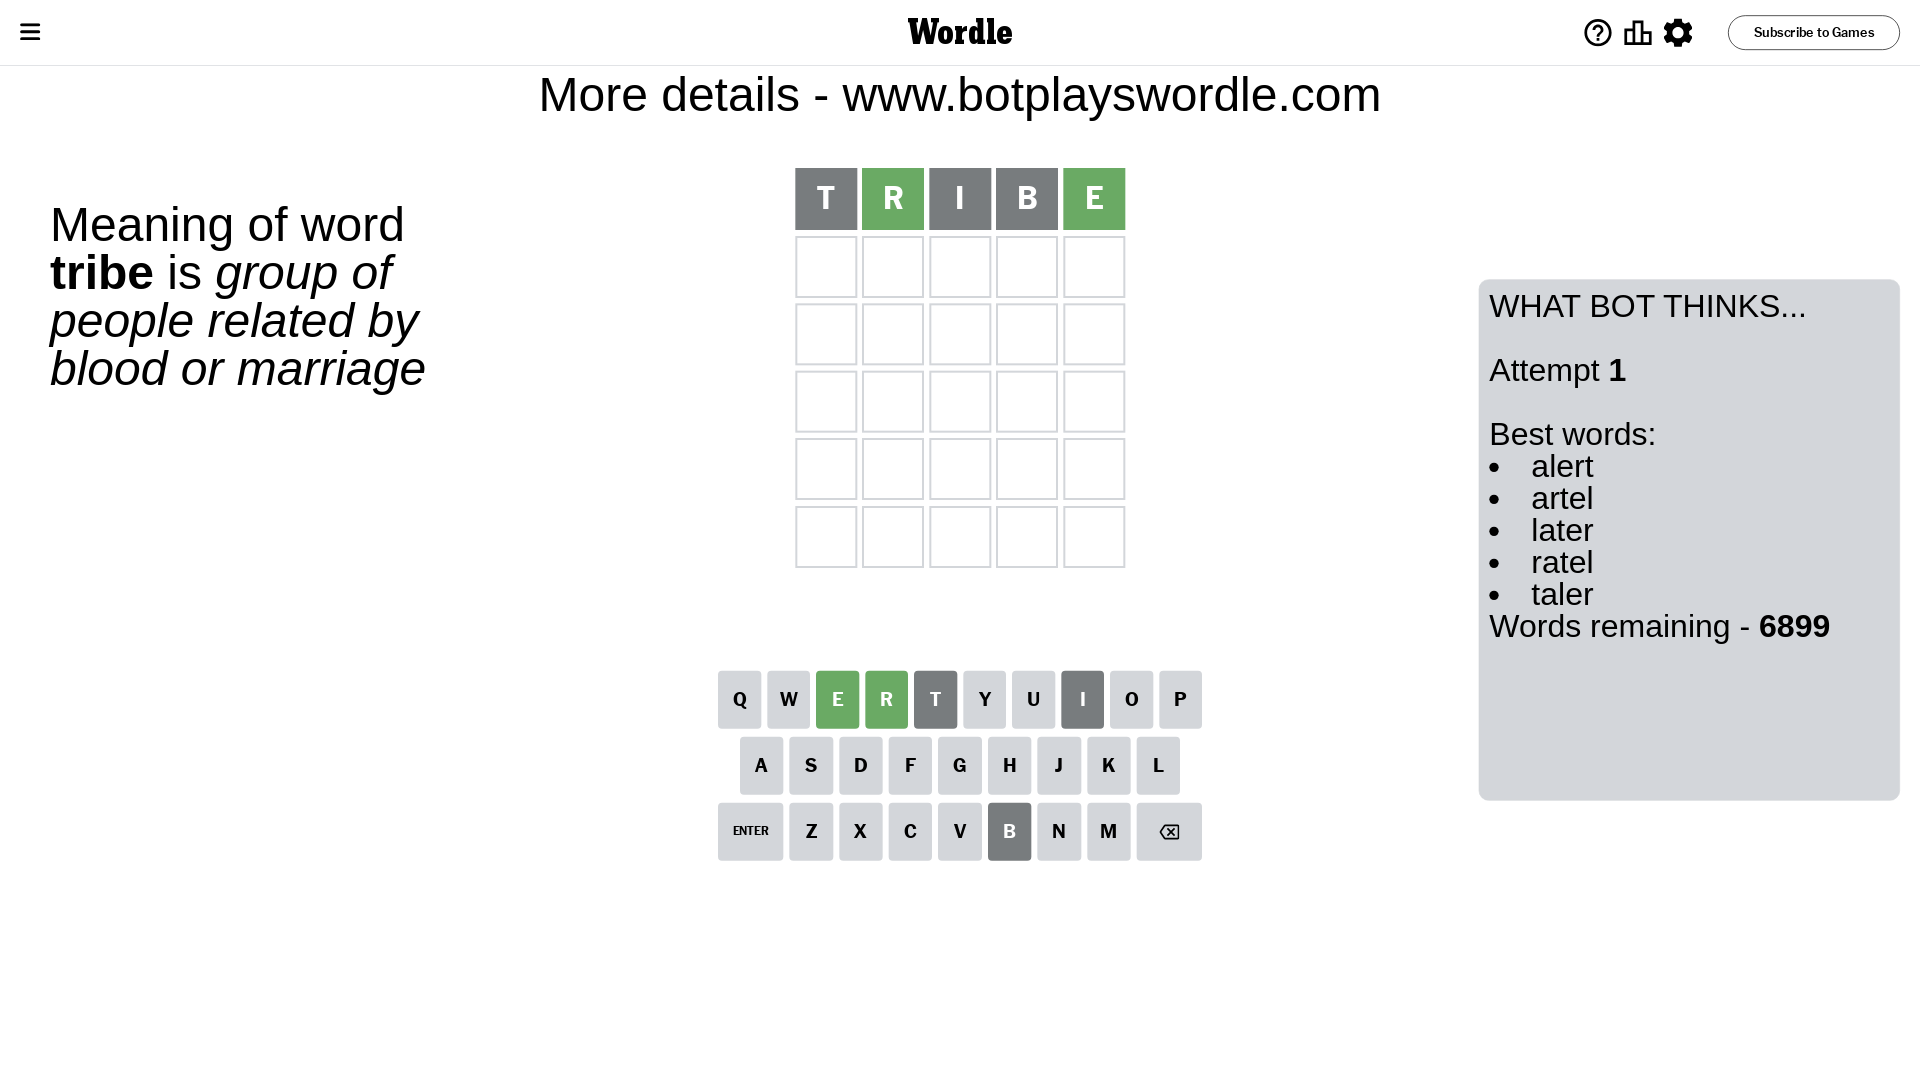 Wordle
Subscribe to Games
More details - www.botplayswordle.com
Meaning of word
tribe is group of
people related by
blood or marriage
T R I B E
WHAT BOT THINKS...
Attempt 1
Best words:
• alert
• artel
• later
• ratel
• taler
Words remaining - 6899
Q W E R T Y U I O P
A S D F G H J K L
ENTER Z X C V B N M